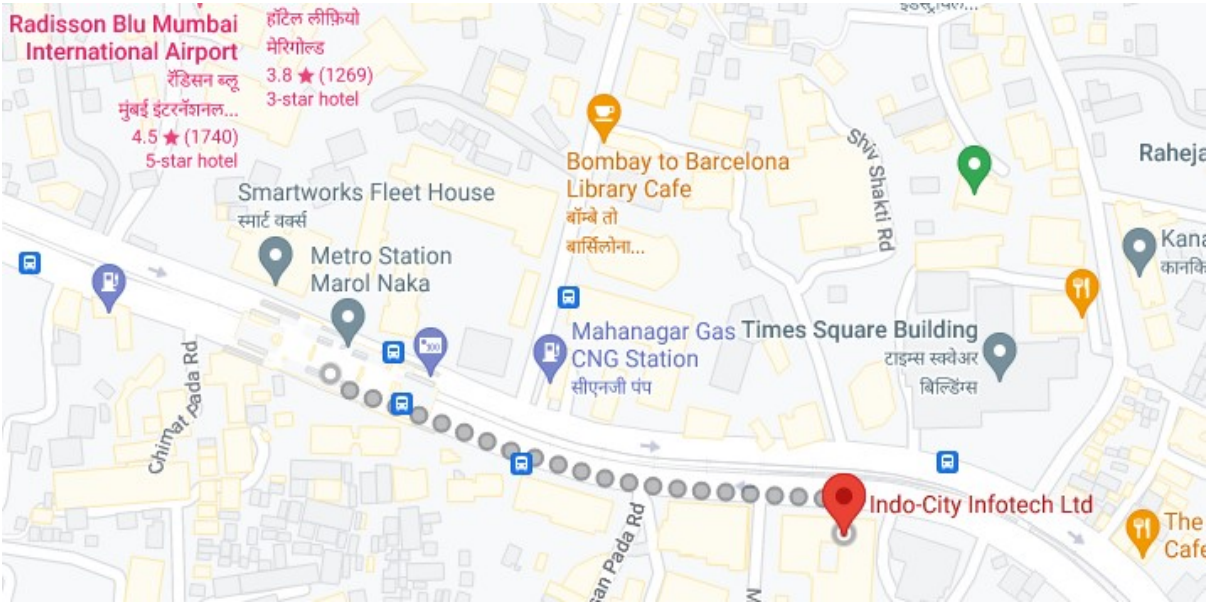 Radisson Blu Mumbai
International Airport
रॅडिसन ब्लू
मुंबई इंटरनॅशनल...
4.5 ★ (1740)
5-star hotel
हॉटेल लीफ़ियो
मेरिगोल्ड
3.8 ★ (1269)
3-star hotel
Bombay to Barcelona
Library Cafe
बॉम्बे तो
बार्सिलोना...
Shiv Shakti Rd
Raheja
Smartworks Fleet House
स्मार्ट वर्क्स
Metro Station
Marol Naka
Kana
कानकि
Mahanagar Gas
CNG Station
सीएनजी पंप
Times Square Building
टाइम्स स्क्वेअर
बिल्डिंग्स
Chimat Pada Rd
san Pada Rd
Indo-City Infotech Ltd
The
Cafe
M